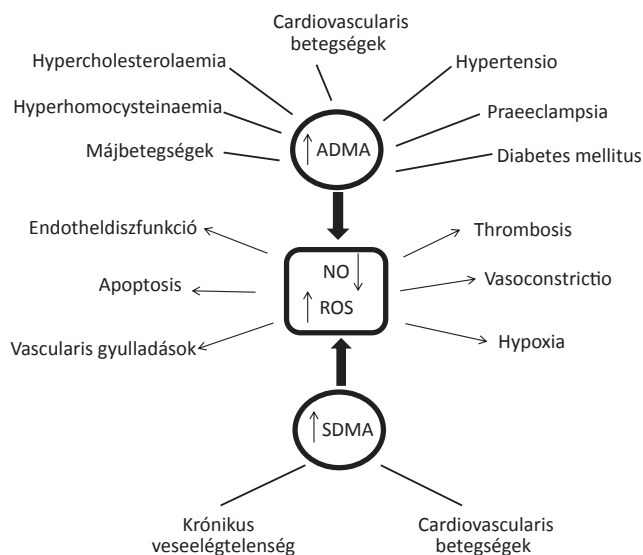 Cardiovascularis
betegségek
Hypercholesterolaemia
Hypertensio
Hyperhomocysteinaemia
Praeeclampsia
Májbetegségek
↑ ADMA
Diabetes mellitus
Endotheldiszfunkció
Thrombosis
NO ↓
Apoptosis
Vasoconstrictio
↑ ROS
Vascularis gyulladások
Hypoxia
↑ SDMA
Krónikus
veseelégtelenség
Cardiovascularis
betegségek